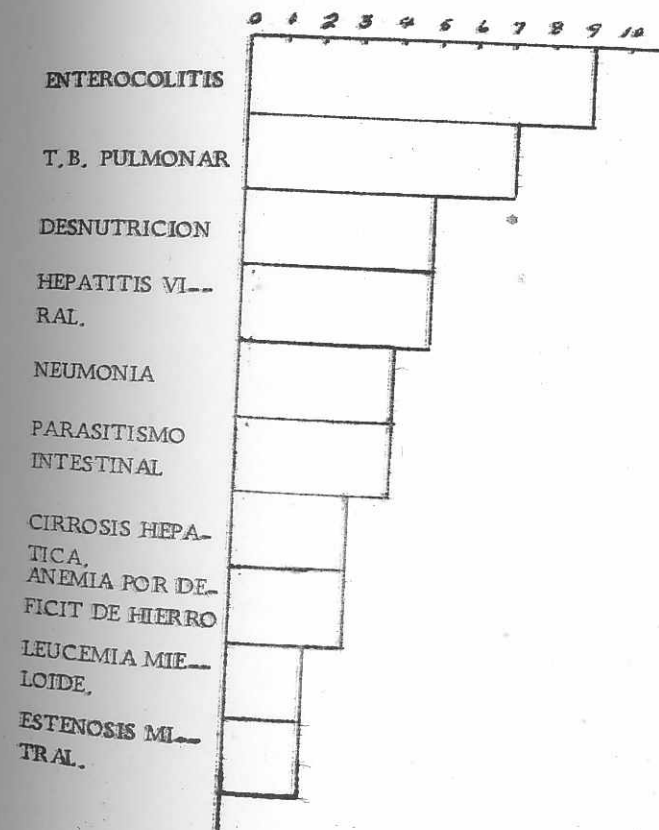 0 1 2 3 4 5 6 7 8 9 10
ENTEROCOLITIS
T.B. PULMONAR
DESNUTRICION
HEPATITIS VI--
RAL.
NEUMONIA
PARASITISMO
INTESTINAL
CIRROSIS HEPA-
TICA.
ANEMIA POR DE-
FICIT DE HIERRO
LEUCEMIA MIE--
LOIDE.
ESTENOSIS MI--
TRAL.